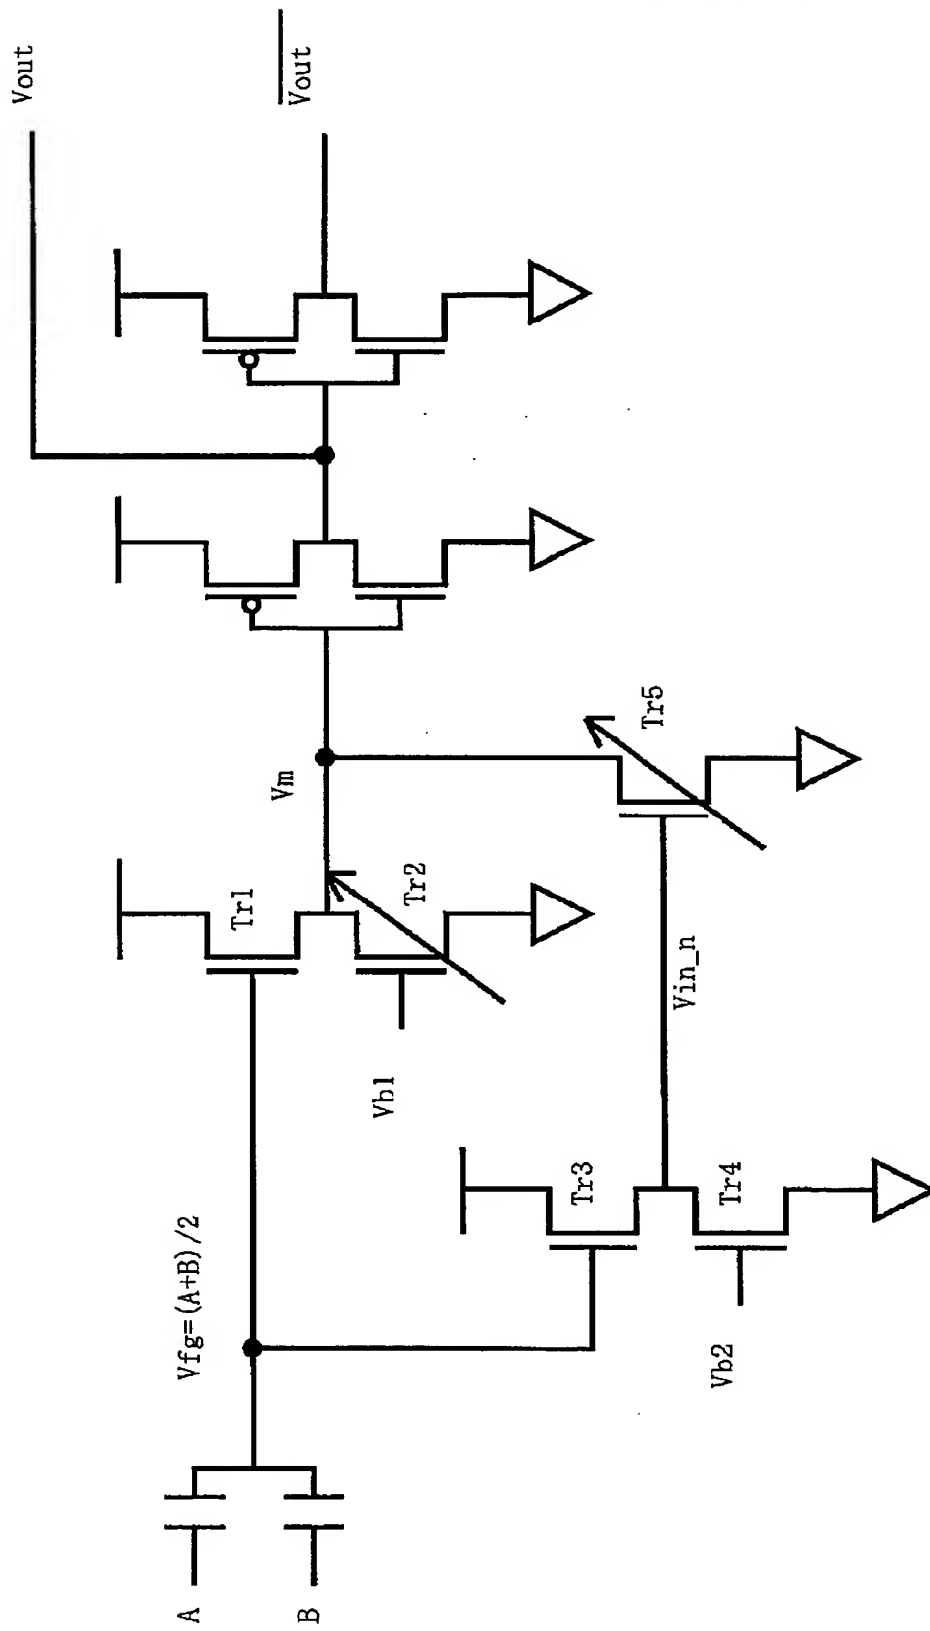 Vout
Vout
Vm
Tr1
Tr2
Tr5
Vin_n
Vb1
Vfg=(A+B)/2
Tr3
Tr4
Vb2
A
B